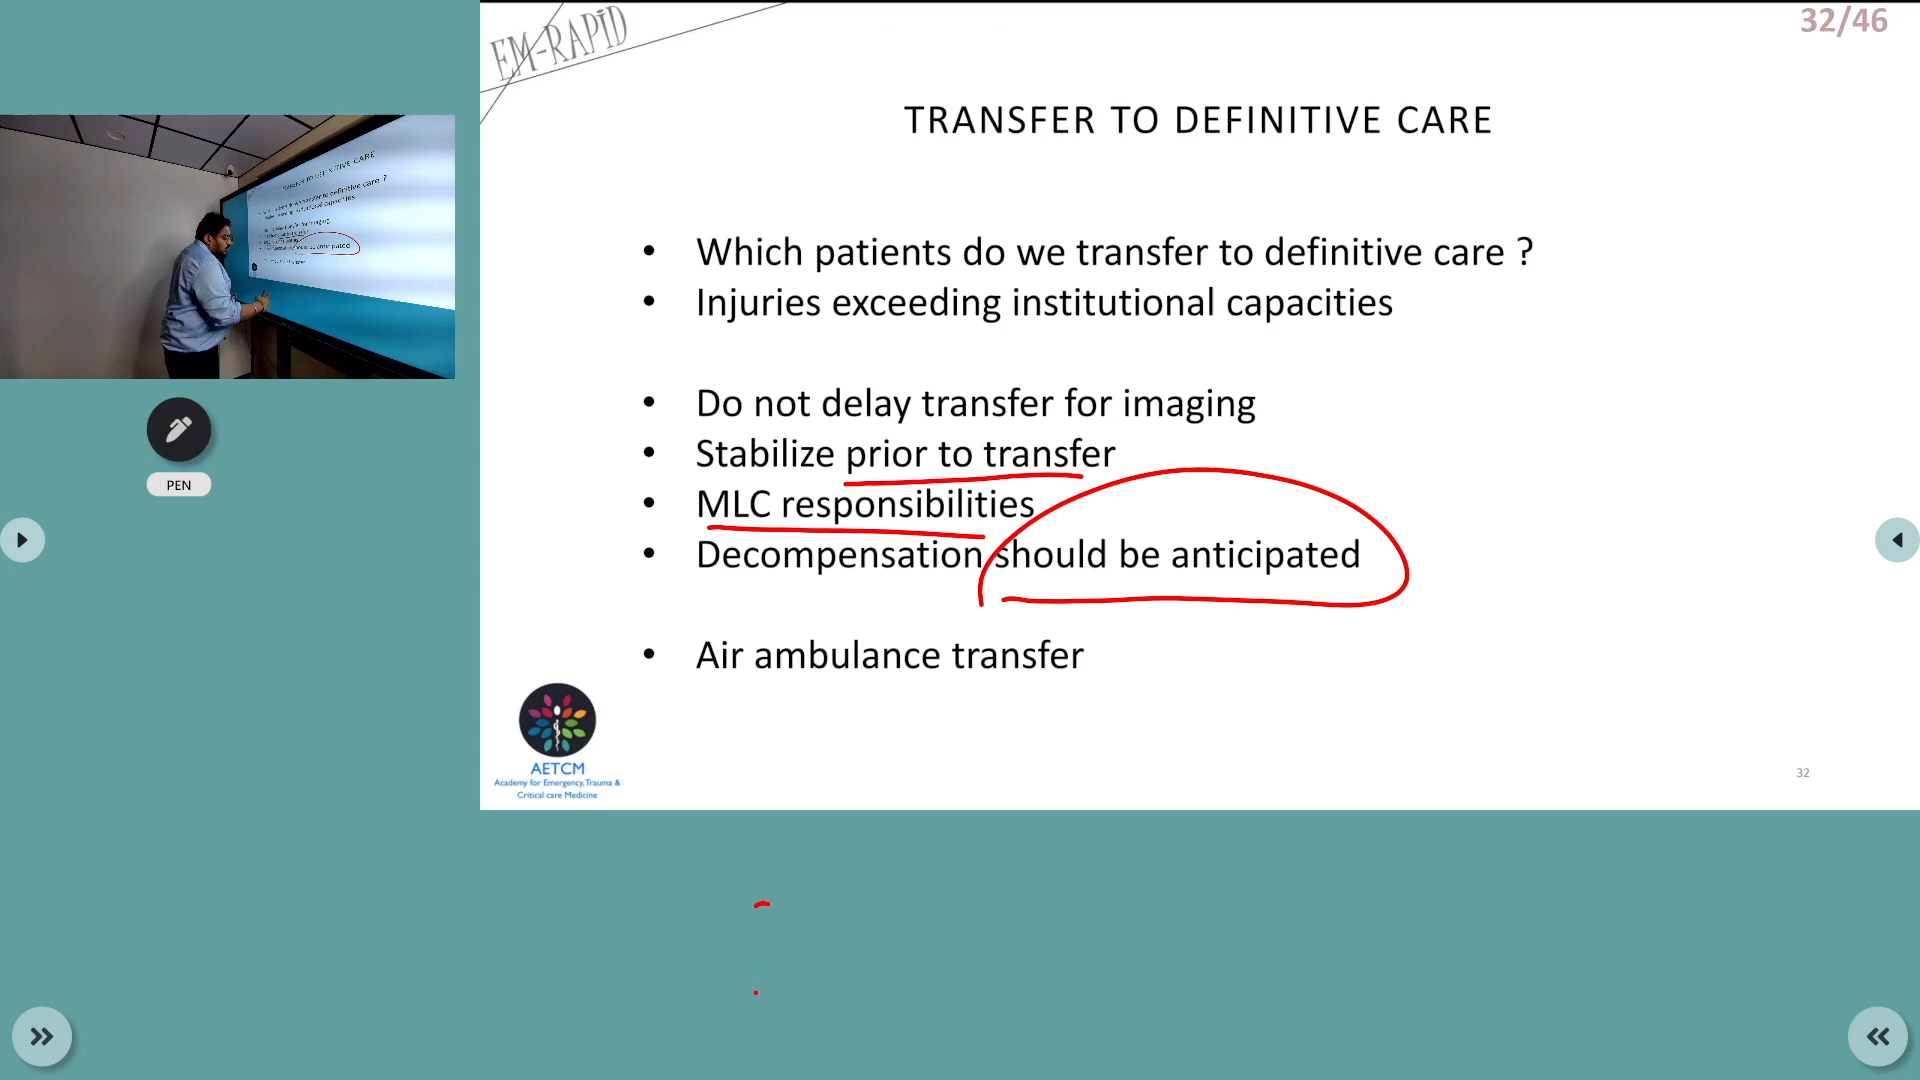 EM-RAPiD
32/46
TRANSFER TO DEFINITIVE CARE
• Which patients do we transfer to definitive care ?
• Injuries exceeding institutional capacities
• Do not delay transfer for imaging
• Stabilize prior to transfer
• MLC responsibilities
• Decompensation should be anticipated
• Air ambulance transfer
PEN
AETCM
Academy for Emergency,Trauma &
Critical care Medicine
32